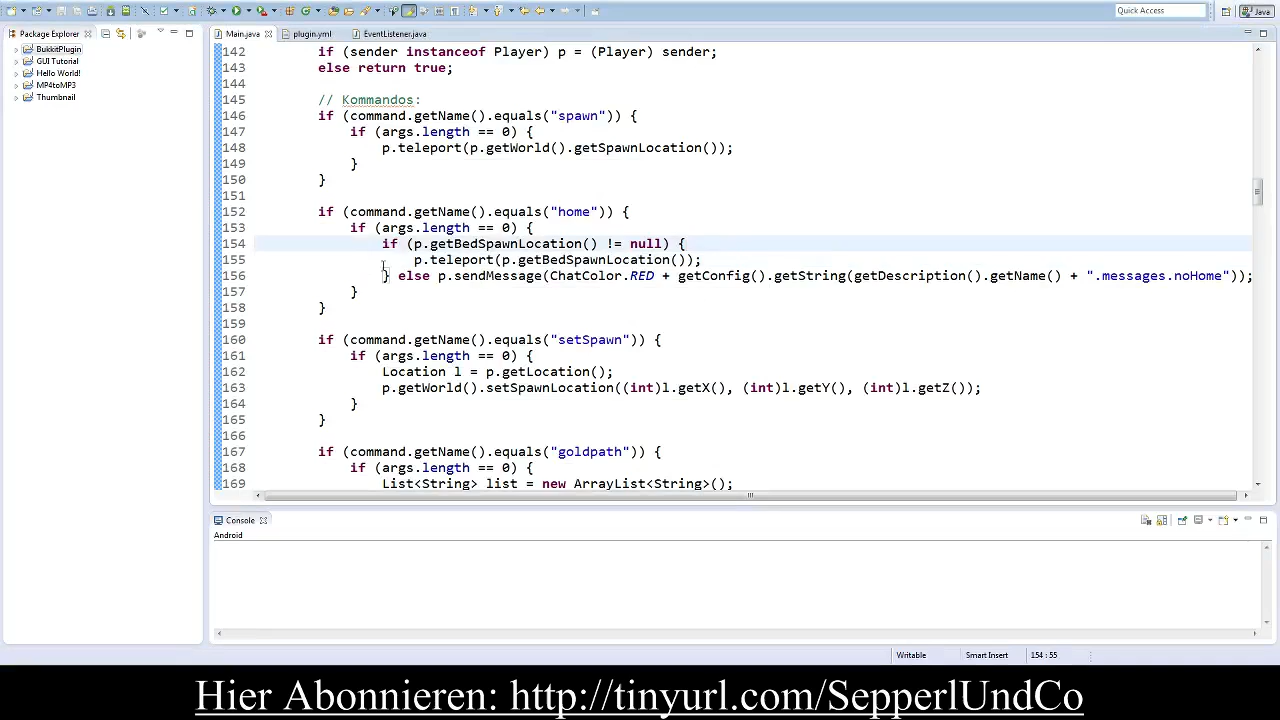 Quick Access
Java
Package Explorer
Main.java
plugin.yml
EventListener.java
BukkitPlugin
GUI Tutorial
Hello World!
MP4toMP3
Thumbnail
142 if (sender instanceof Player) p = (Player) sender;
143 else return true;
144
145 // Kommandos:
146 if (command.getName().equals("spawn")) {
147 if (args.length == 0) {
148 p.teleport(p.getWorld().getSpawnLocation());
149 }
150 }
151
152 if (command.getName().equals("home")) {
153 if (args.length == 0) {
154 if (p.getBedSpawnLocation() != null) {
155 p.teleport(p.getBedSpawnLocation());
156 } else p.sendMessage(ChatColor.RED + getConfig().getString(getDescription().getName() + ".messages.noHome"));
157 }
158 }
159
160 if (command.getName().equals("setSpawn")) {
161 if (args.length == 0) {
162 Location l = p.getLocation();
163 p.getWorld().setSpawnLocation((int)l.getX(), (int)l.getY(), (int)l.getZ());
164 }
165 }
166
167 if (command.getName().equals("goldpath")) {
168 if (args.length == 0) {
169 List<String> list = new ArrayList<String>();
Console
Android
Writable
Smart Insert
154 : 55
Hier Abonnieren: http://tinyurl.com/SepperlUndCo